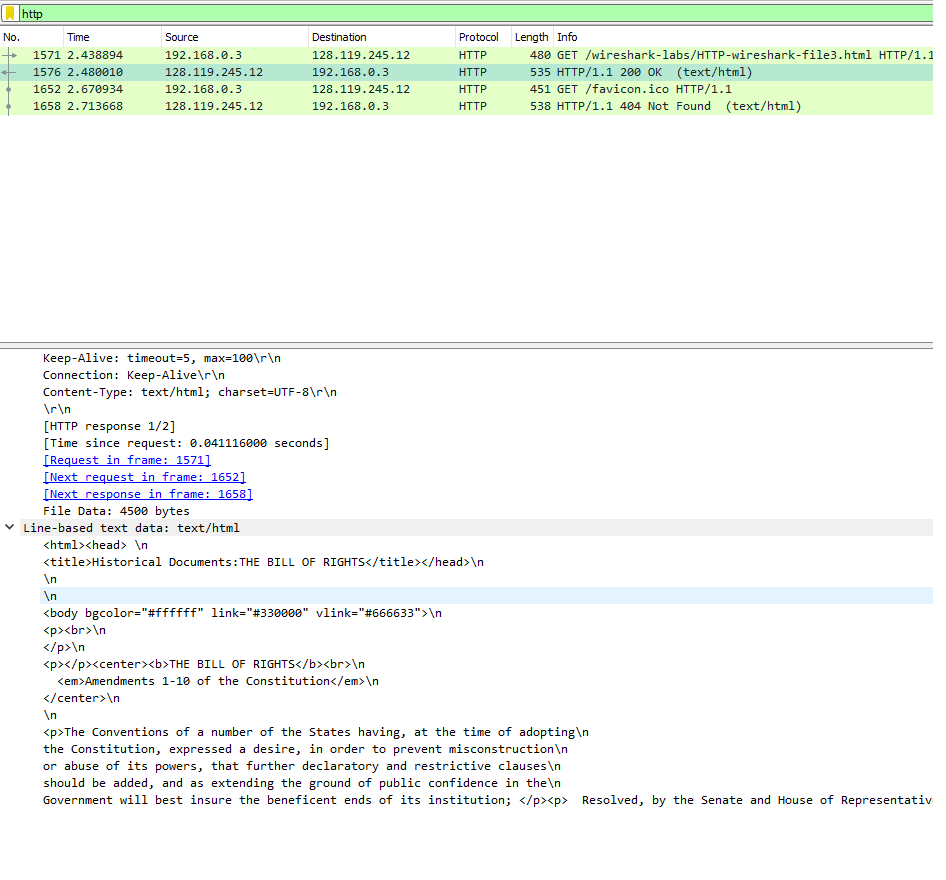 http
No. Time Source Destination Protocol Length Info
1571 2.438894 192.168.0.3 128.119.245.12 HTTP 480 GET /wireshark-labs/HTTP-wireshark-file3.html HTTP/1.1
1576 2.480010 128.119.245.12 192.168.0.3 HTTP 535 HTTP/1.1 200 OK  (text/html)
1652 2.670934 192.168.0.3 128.119.245.12 HTTP 451 GET /favicon.ico HTTP/1.1
1658 2.713668 128.119.245.12 192.168.0.3 HTTP 538 HTTP/1.1 404 Not Found  (text/html)
Keep-Alive: timeout=5, max=100\r\n
Connection: Keep-Alive\r\n
Content-Type: text/html; charset=UTF-8\r\n
\r\n
[HTTP response 1/2]
[Time since request: 0.041116000 seconds]
[Request in frame: 1571]
[Next request in frame: 1652]
[Next response in frame: 1658]
File Data: 4500 bytes
Line-based text data: text/html
<html><head> \n
<title>Historical Documents:THE BILL OF RIGHTS</title></head>\n
\n
\n
<body bgcolor="#ffffff" link="#330000" vlink="#666633">\n
<p><br>\n
</p>\n
<p></p><center><b>THE BILL OF RIGHTS</b><br>\n
<em>Amendments 1-10 of the Constitution</em>\n
</center>\n
\n
<p>The Conventions of a number of the States having, at the time of adopting\n
the Constitution, expressed a desire, in order to prevent misconstruction\n
or abuse of its powers, that further declaratory and restrictive clauses\n
should be added, and as extending the ground of public confidence in the\n
Government will best insure the beneficent ends of its institution; </p><p>  Resolved, by the Senate and House of Representativ